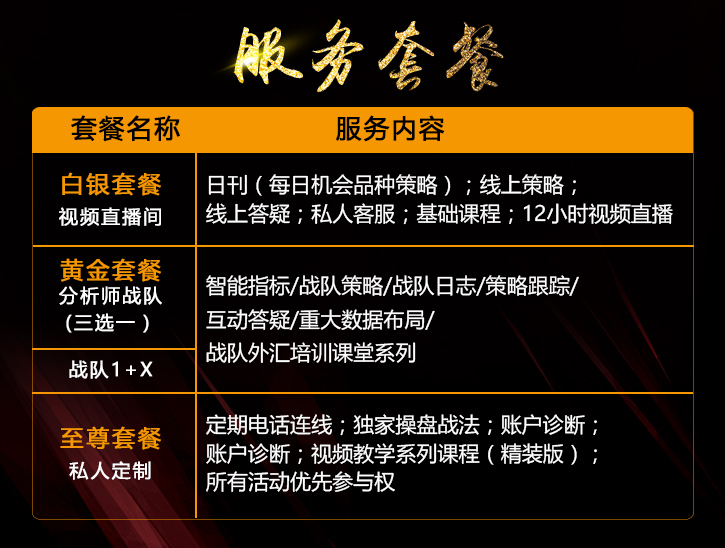 服务套餐
套餐名称
服务内容
白银套餐
视频直播间
日刊（每日机会品种策略）；线上策略；
线上答疑；私人客服；基础课程；12小时视频直播
黄金套餐
分析师战队
(三选一）
战队1+X
智能指标/战队策略/战队日志/策略跟踪/
互动答疑/重大数据布局/
战队外汇培训课堂系列
至尊套餐
私人定制
定期电话连线；独家操盘战法；账户诊断；
账户诊断；视频教学系列课程（精装版）；
所有活动优先参与权